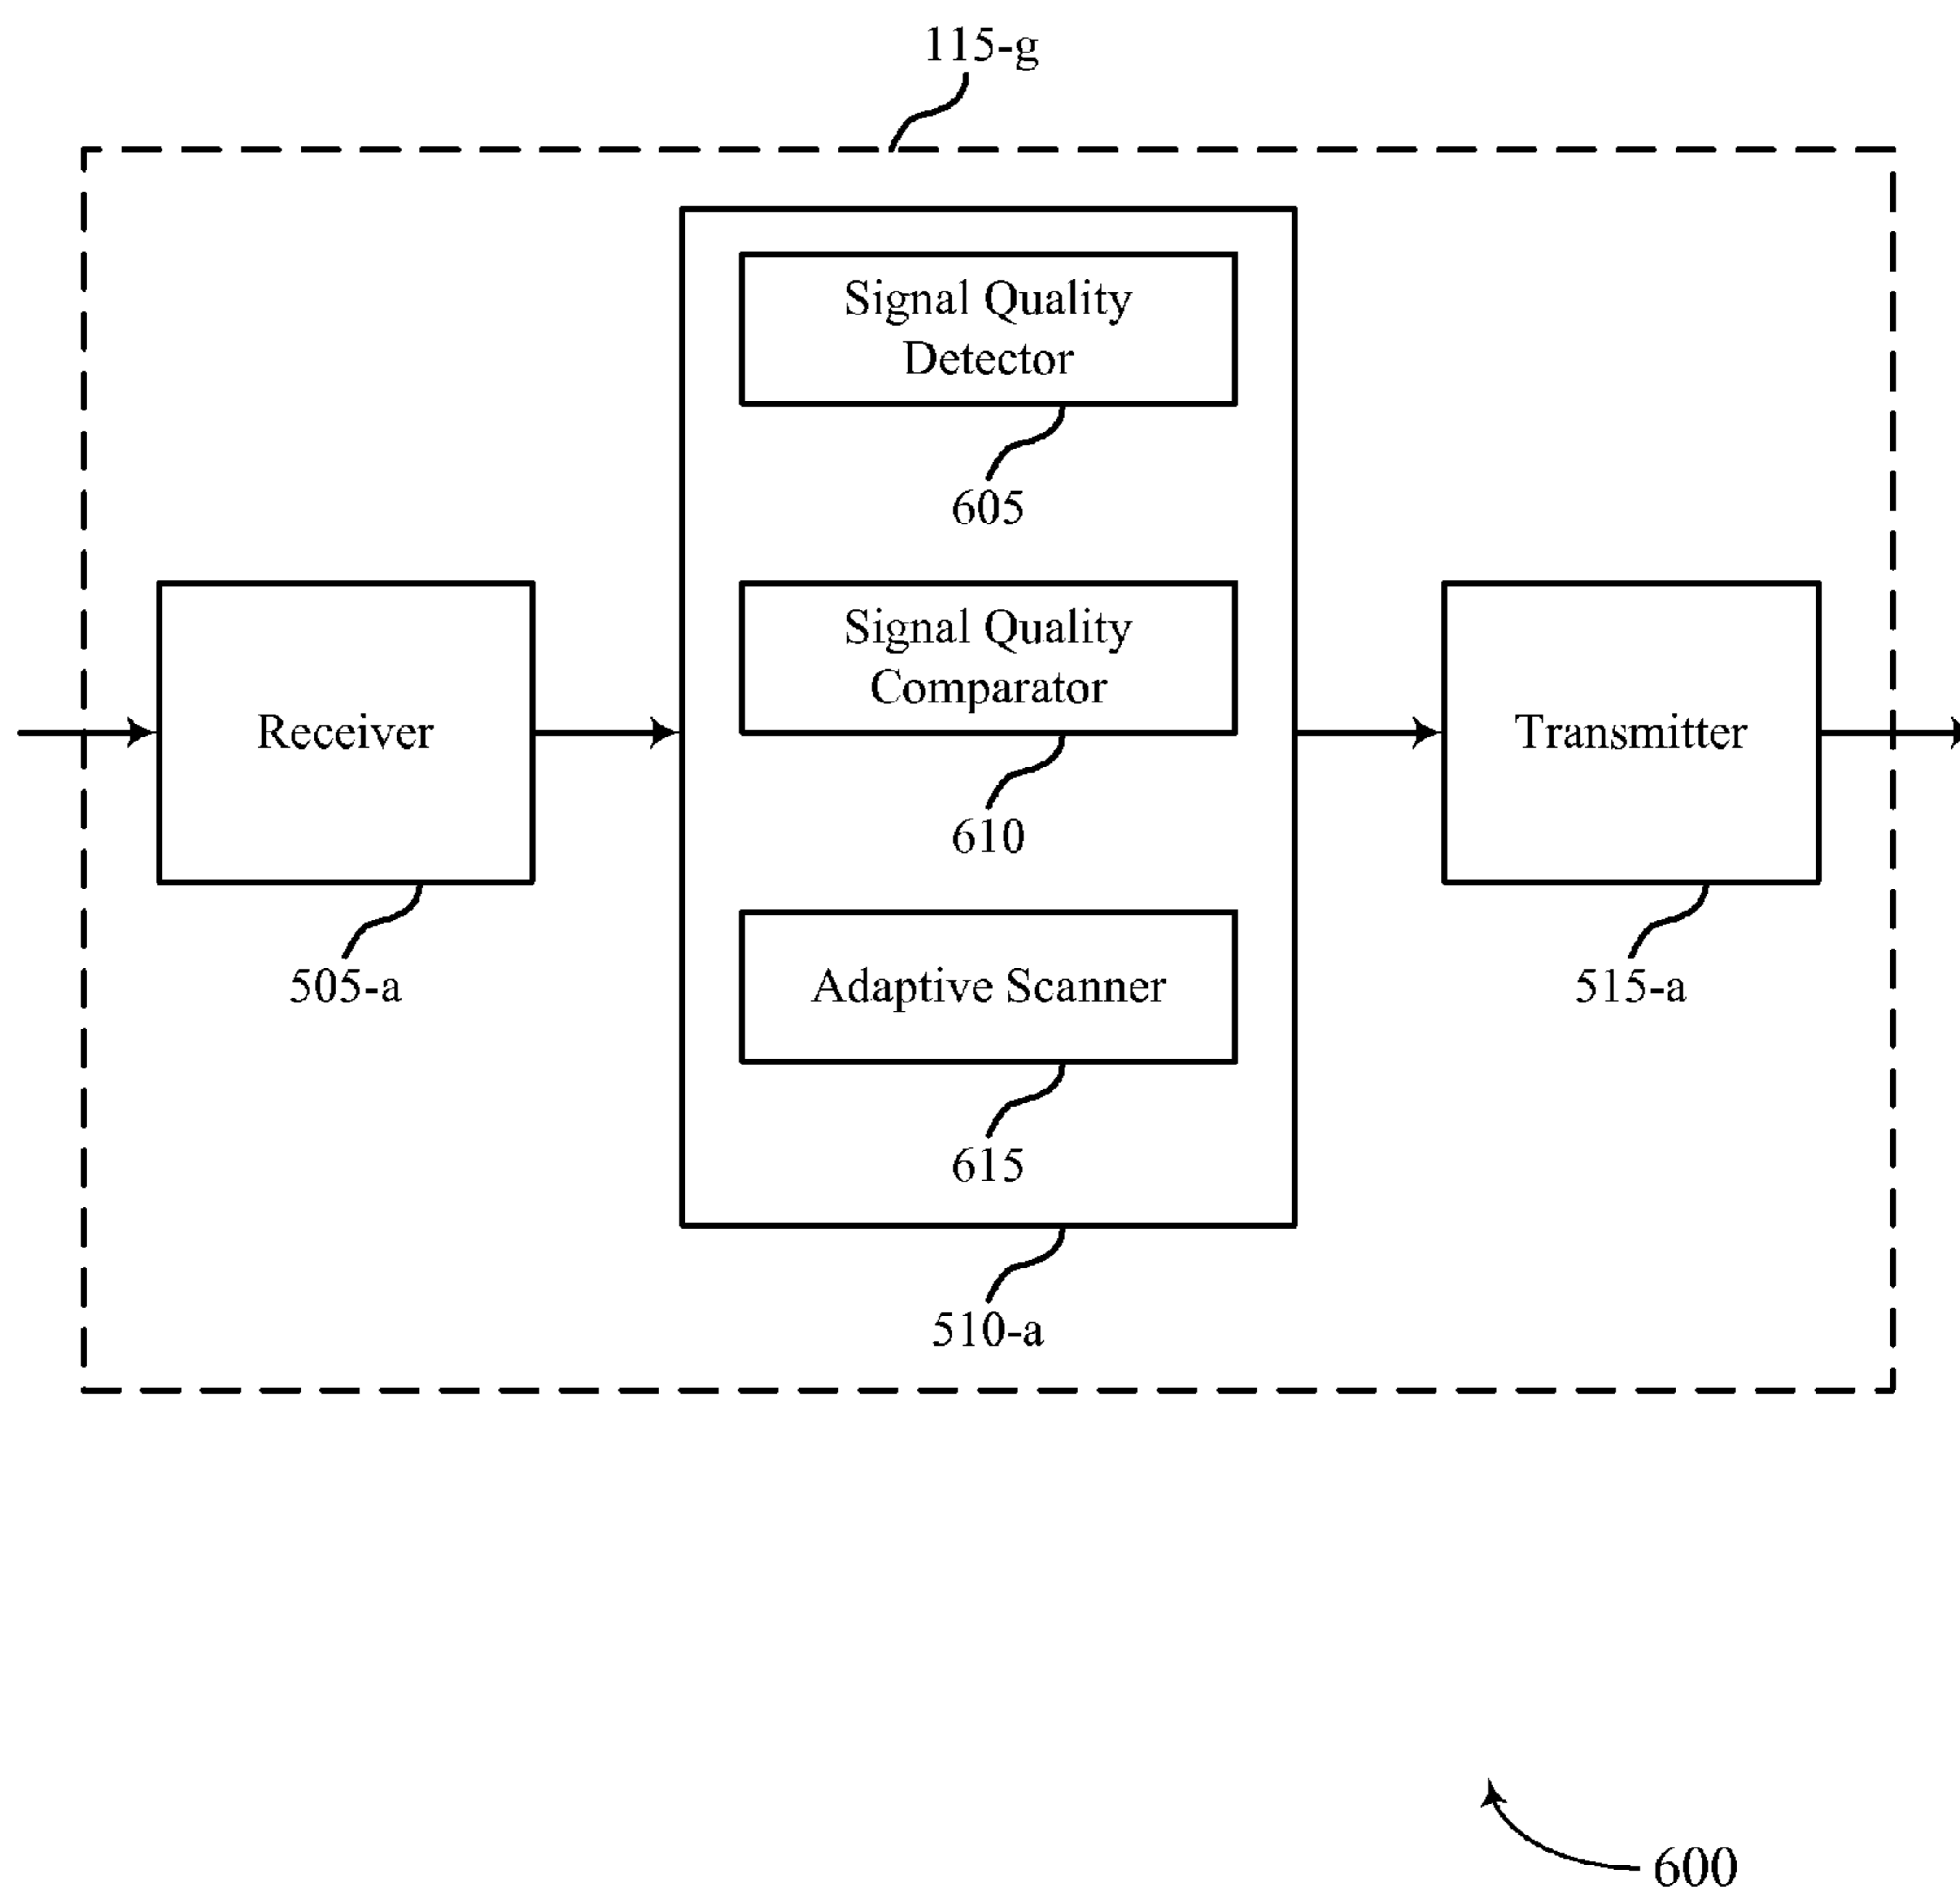 115-g
Signal Quality
Detector
605
Signal Quality
Comparator
610
Receiver
505-a
Transmitter
515-a
Adaptive Scanner
615
510-a
600